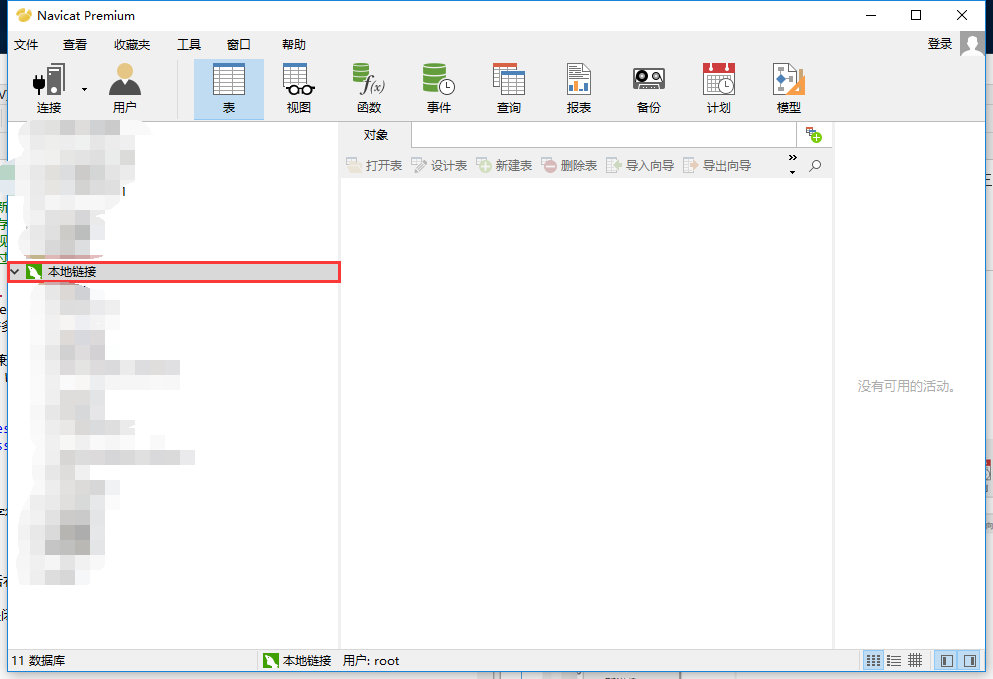 Navicat Premium
文件 查看 收藏夹 工具 窗口 帮助 登录
连接 用户 表 视图 函数 事件 查询 报表 备份 计划 模型
对象
打开表 设计表 新建表 删除表 导入向导 导出向导
本地链接
没有可用的活动。
11 数据库 本地链接 用户: root